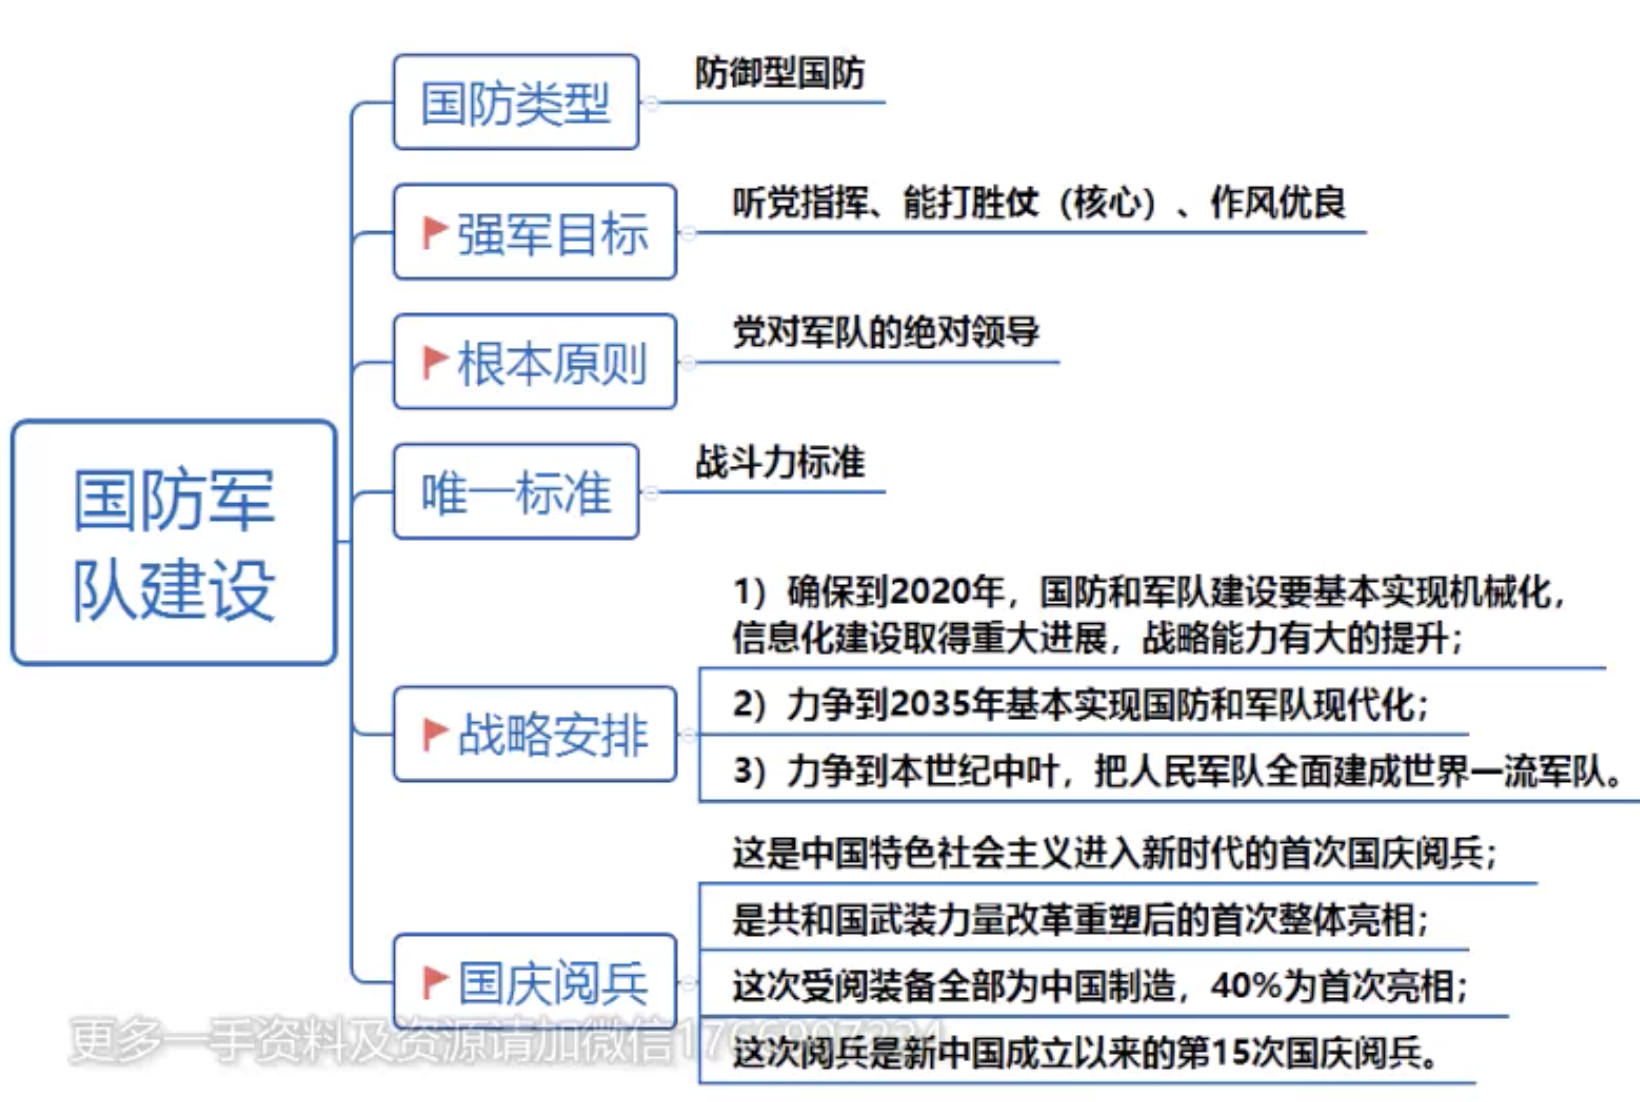 国防军
队建设
国防类型
防御型国防
强军目标
听党指挥、能打胜仗（核心）、作风优良
根本原则
党对军队的绝对领导
唯一标准
战斗力标准
战略安排
1）确保到2020年，国防和军队建设要基本实现机械化，
信息化建设取得重大进展，战略能力有大的提升；
2）力争到2035年基本实现国防和军队现代化；
3）力争到本世纪中叶，把人民军队全面建成世界一流军队。
国庆阅兵
这是中国特色社会主义进入新时代的首次国庆阅兵；
是共和国武装力量改革重塑后的首次整体亮相；
这次受阅装备全部为中国制造，40%为首次亮相；
这次阅兵是新中国成立以来的第15次国庆阅兵。
更多一手资料及资源请加微信